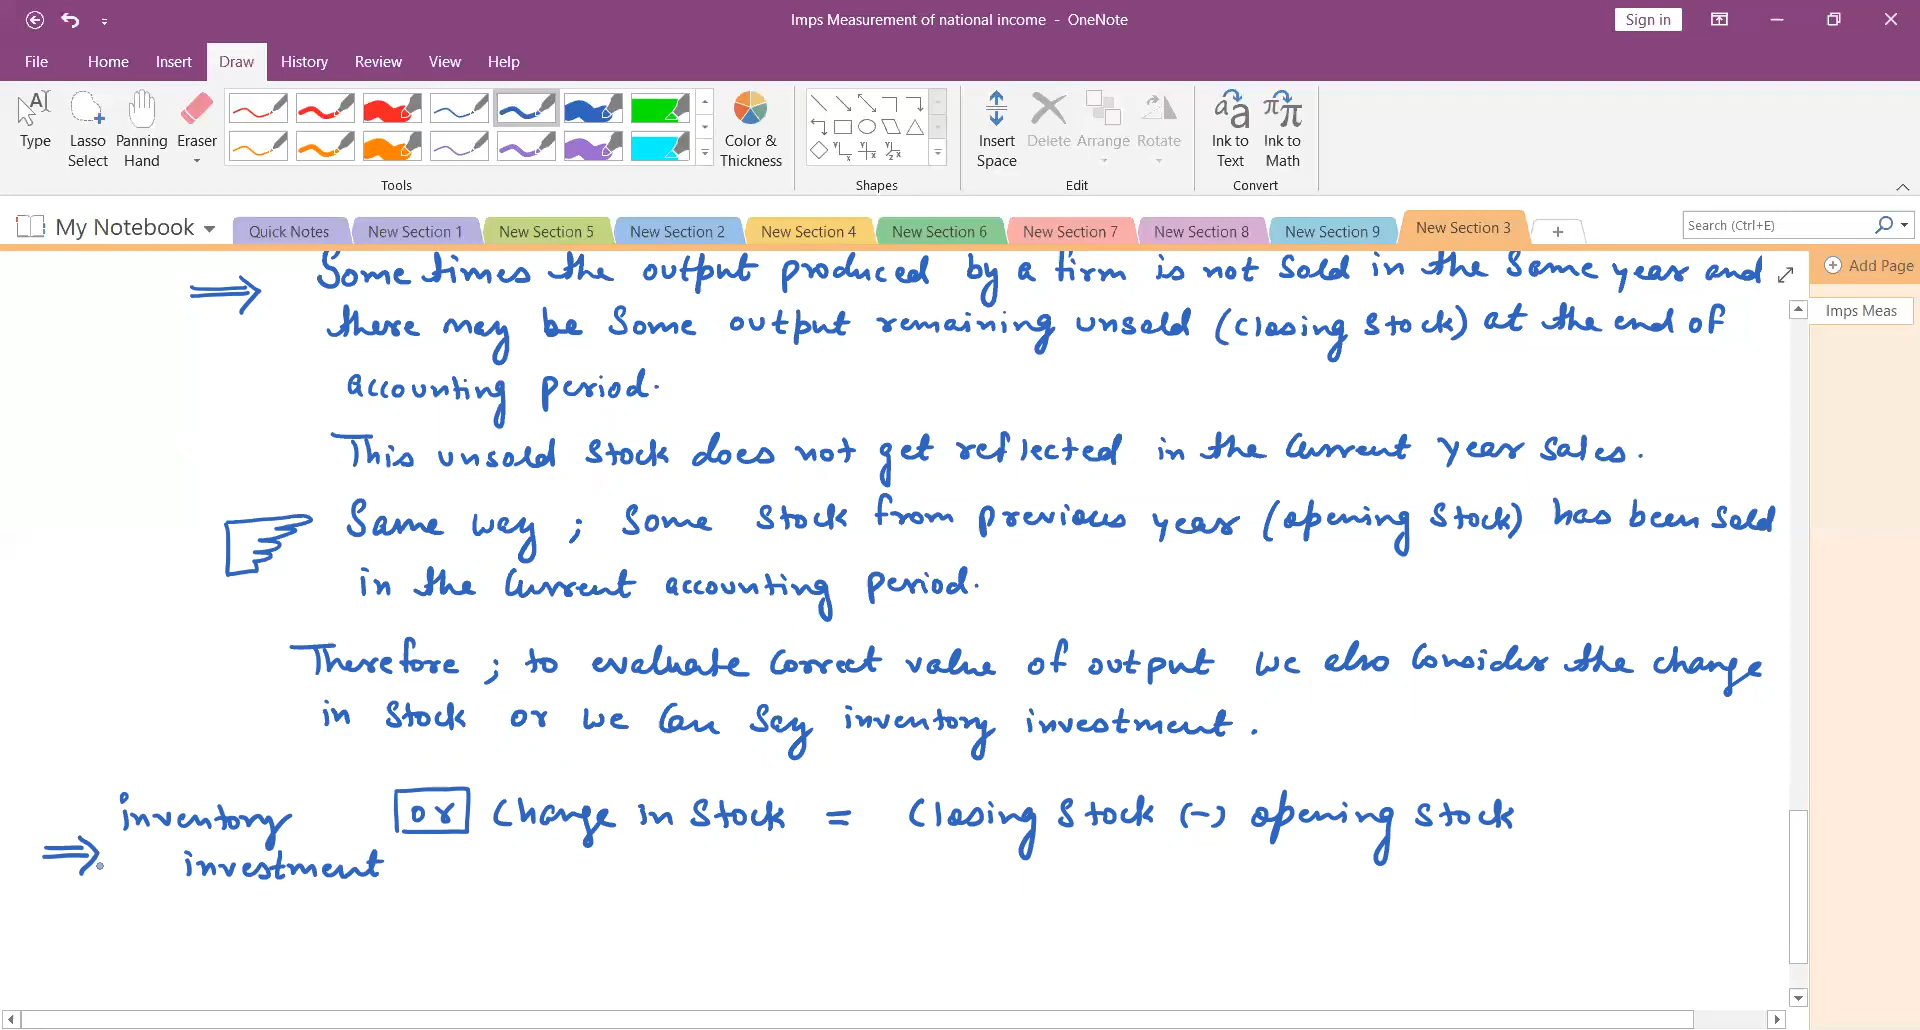 Imps Measurement of national income - OneNote
Sign in
File Home Insert Draw History Review View Help
Type
Lasso Select
Panning Hand
Eraser
Color & Thickness
Insert Space
Delete
Arrange
Rotate
Ink to Text
Ink to Math
Tools
Shapes
Edit
Convert
My Notebook
Quick Notes
New Section 1
New Section 5
New Section 2
New Section 4
New Section 6
New Section 7
New Section 8
New Section 9
New Section 3
Search (Ctrl+E)
Add Page
Imps Meas
⇒ Some times the output produced by a firm is not sold in the same year and
there may be some output remaining unsold (closing stock) at the end of
accounting period.
This unsold stock does not get reflected in the current year sales.
Same way ; some stock from previous year (opening stock) has been sold
in the current accounting period.
Therefore ; to evaluate correct value of output we also consider the change
in stock or we can say inventory investment.
⇒ inventory investment or change in stock = closing stock (-) opening stock